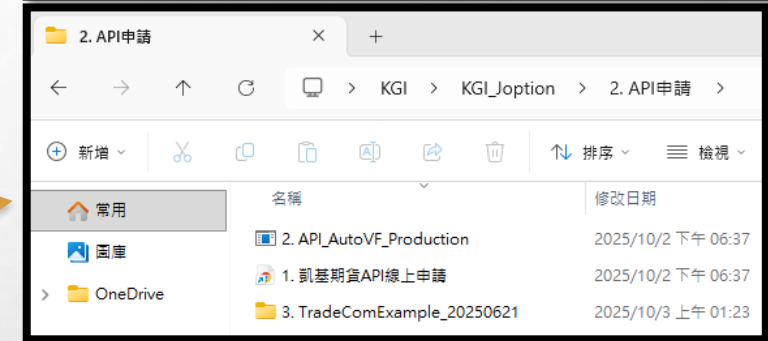 2. API申請
KGI > KGI_Joption > 2. API申請 >
新增 排序 檢視
名稱 修改日期
常用
圖庫
OneDrive
2. API_AutoVF_Production 2025/10/2 下午 06:37
1. 凱基期貨API線上申請 2025/10/2 下午 06:37
3. TradeComExample_20250621 2025/10/3 上午 01:23